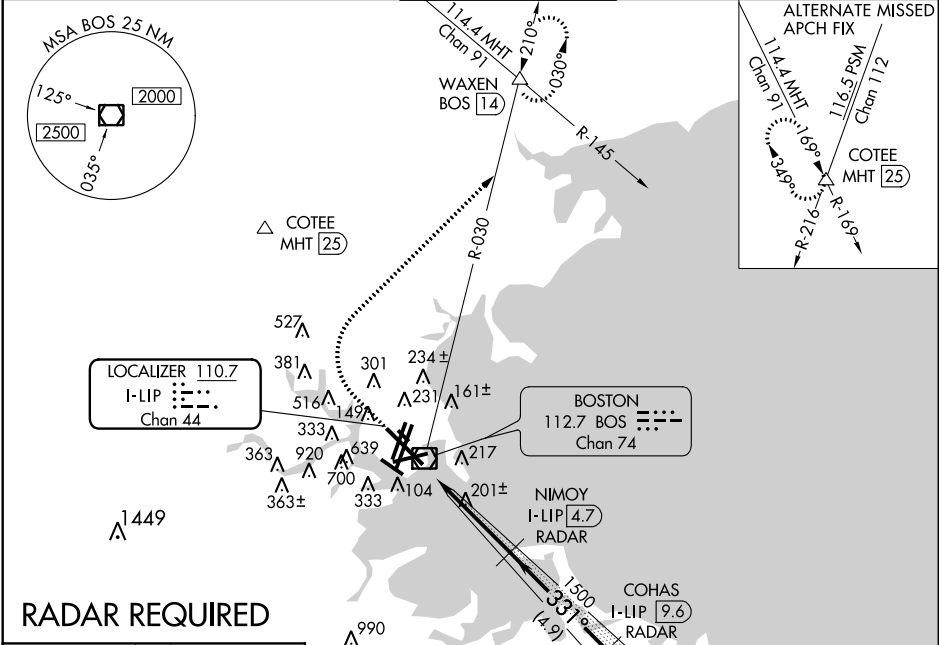 MSA BOS 25 NM
125°
2000
2500
035°
114.4 MHT
Chan 91
210°
030°
WAXEN
BOS 14
R-145
R-030
ALTERNATE MISSED
APCH FIX
114.4 MHT
Chan 91
116.5 PSM
Chan 112
169°
349°
COTEE
MHT 25
R-216
R-169
COTEE
MHT 25
527
381
301
234±
516
149
231
161±
LOCALIZER 110.7
I-LIP
Chan 44
BOSTON
112.7 BOS
Chan 74
333
363
920
639
700
217
363±
333
104
201±
1449
NIMOY
I-LIP 4.7
RADAR
1500
331°
(4.9)
COHAS
I-LIP 9.6
RADAR
RADAR REQUIRED
990